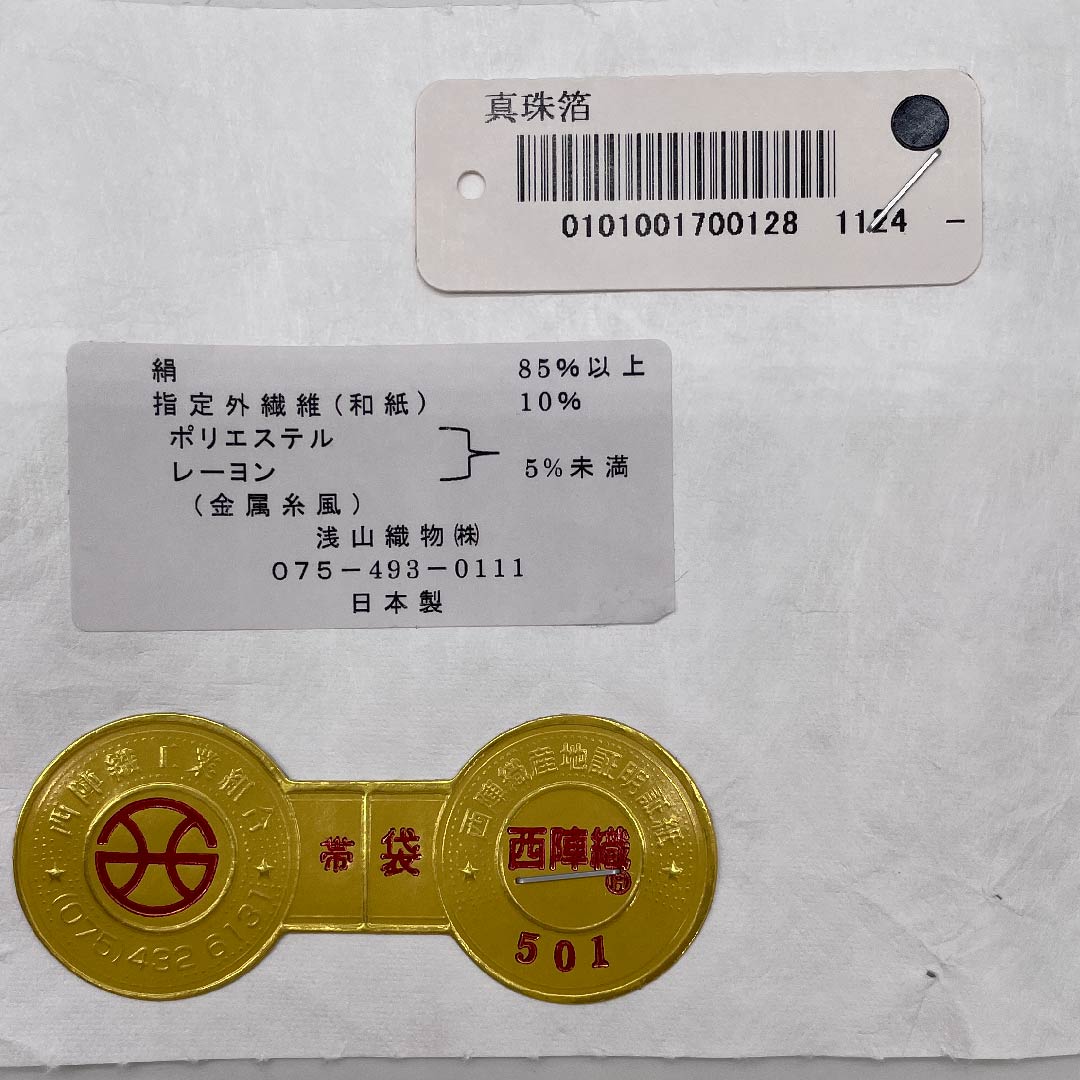 真珠箔
0101001700128 1124 −
絹 85%以上
指定外繊維(和紙) 10%
ポリエステル
レーヨン 5%未満
(金属糸風)
浅山織物㈱
075−493−0111
日本製
西陣織工業組合
(075)432 6131
袋帯
西陣織産地証明証紙
西陣織
501